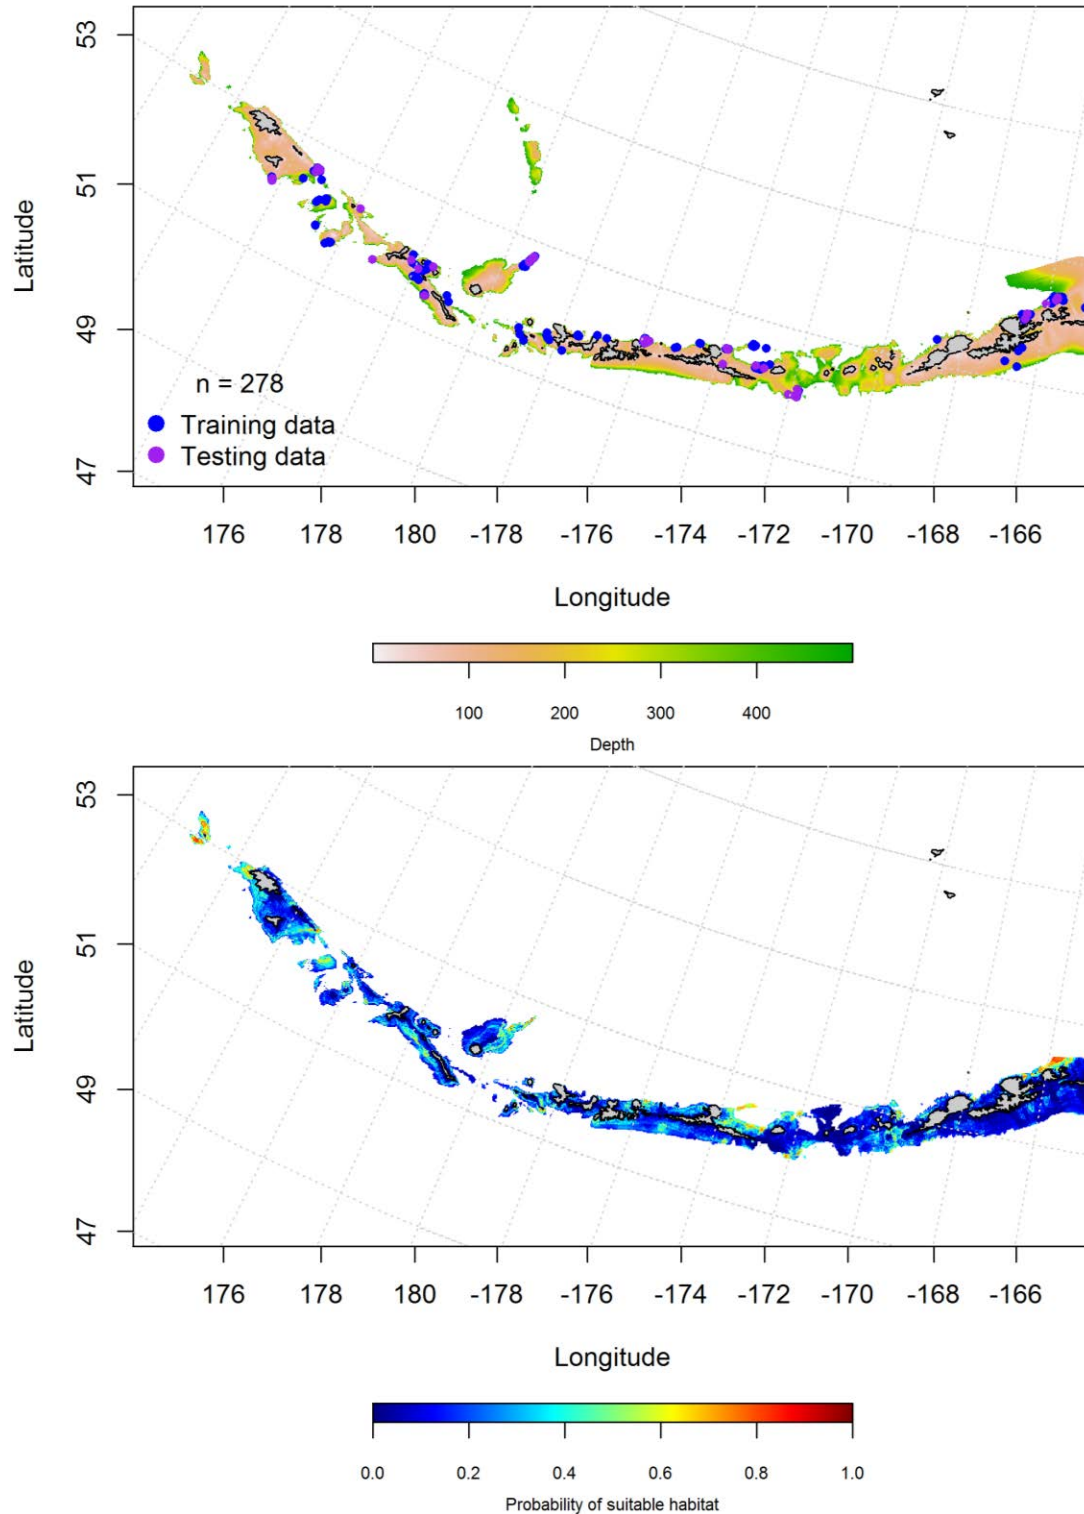 53
51
49
47
Latitude
n = 278
Training data
Testing data
176 178 180 -178 -176 -174 -172 -170 -168 -166
Longitude
100 200 300 400
Depth
53
51
49
47
Latitude
176 178 180 -178 -176 -174 -172 -170 -168 -166
Longitude
0.0 0.2 0.4 0.6 0.8 1.0
Probability of suitable habitat